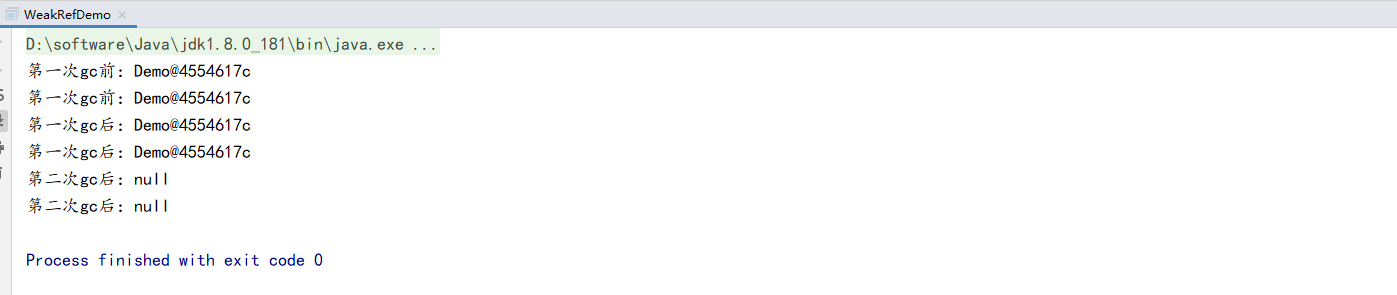 WeakRefDemo
D:\software\Java\jdk1.8.0_181\bin\java.exe ...
第一次gc前：Demo@4554617c
第一次gc前：Demo@4554617c
第一次gc后：Demo@4554617c
第一次gc后：Demo@4554617c
第二次gc后：null
第二次gc后：null
Process finished with exit code 0